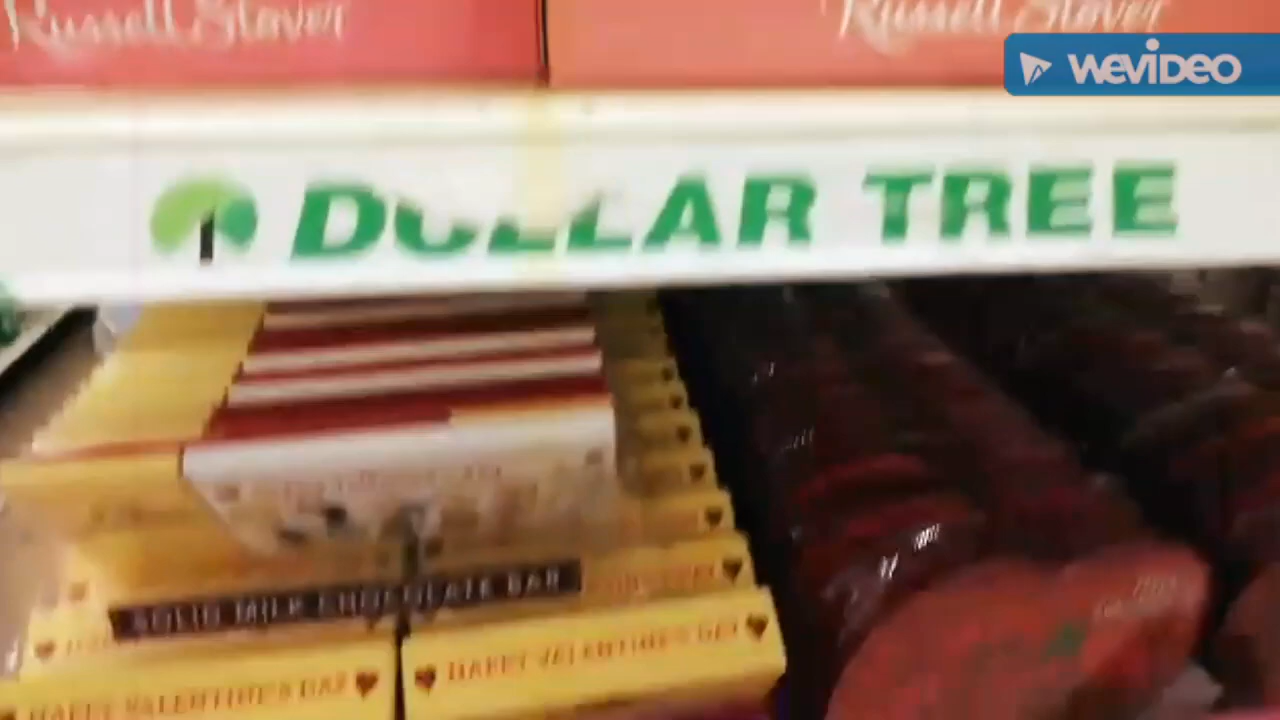 Russell Stover
Russell Stover
WEVIDEO
DOLLAR TREE
SOLID MILK CHOCOLATE BAR
HAPPY VALENTINE'S DAY
HAPPY VALENTINE'S DAY